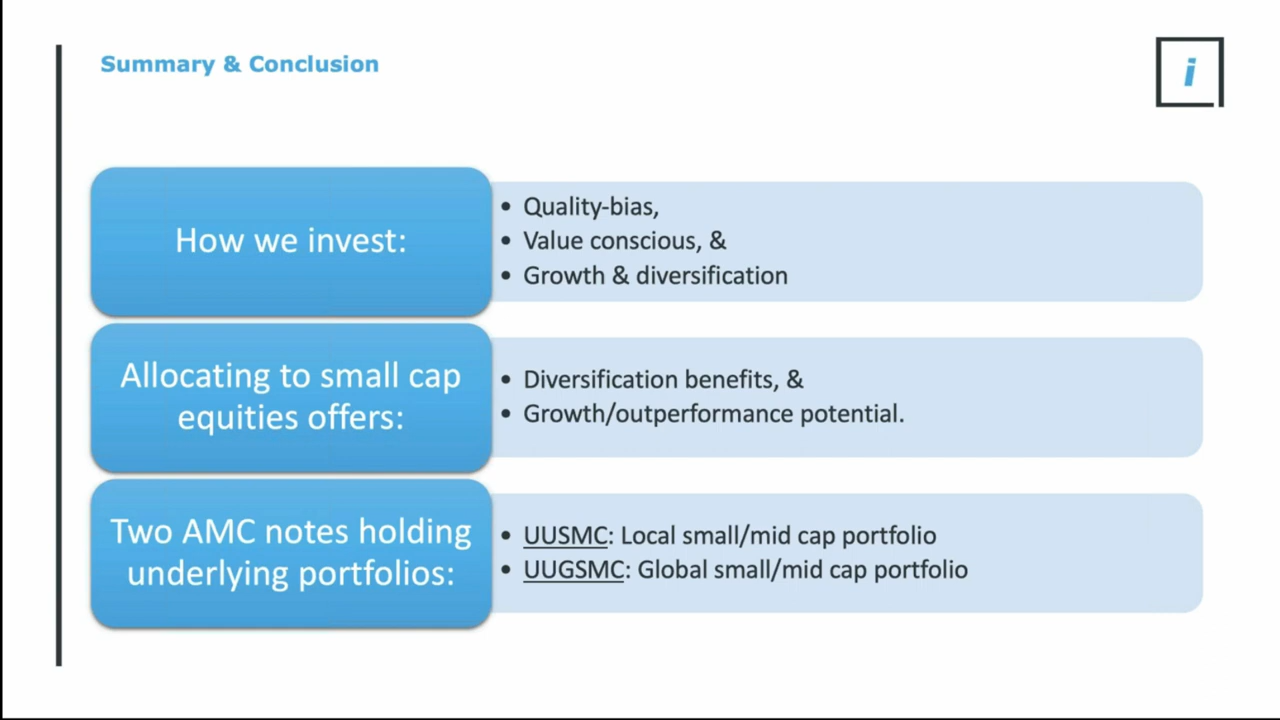 Summary & Conclusion
i
How we invest:
• Quality-bias,
• Value conscious, &
• Growth & diversification
Allocating to small cap
equities offers:
• Diversification benefits, &
• Growth/outperformance potential.
Two AMC notes holding
underlying portfolios:
• UUSMC: Local small/mid cap portfolio
• UUGSMC: Global small/mid cap portfolio